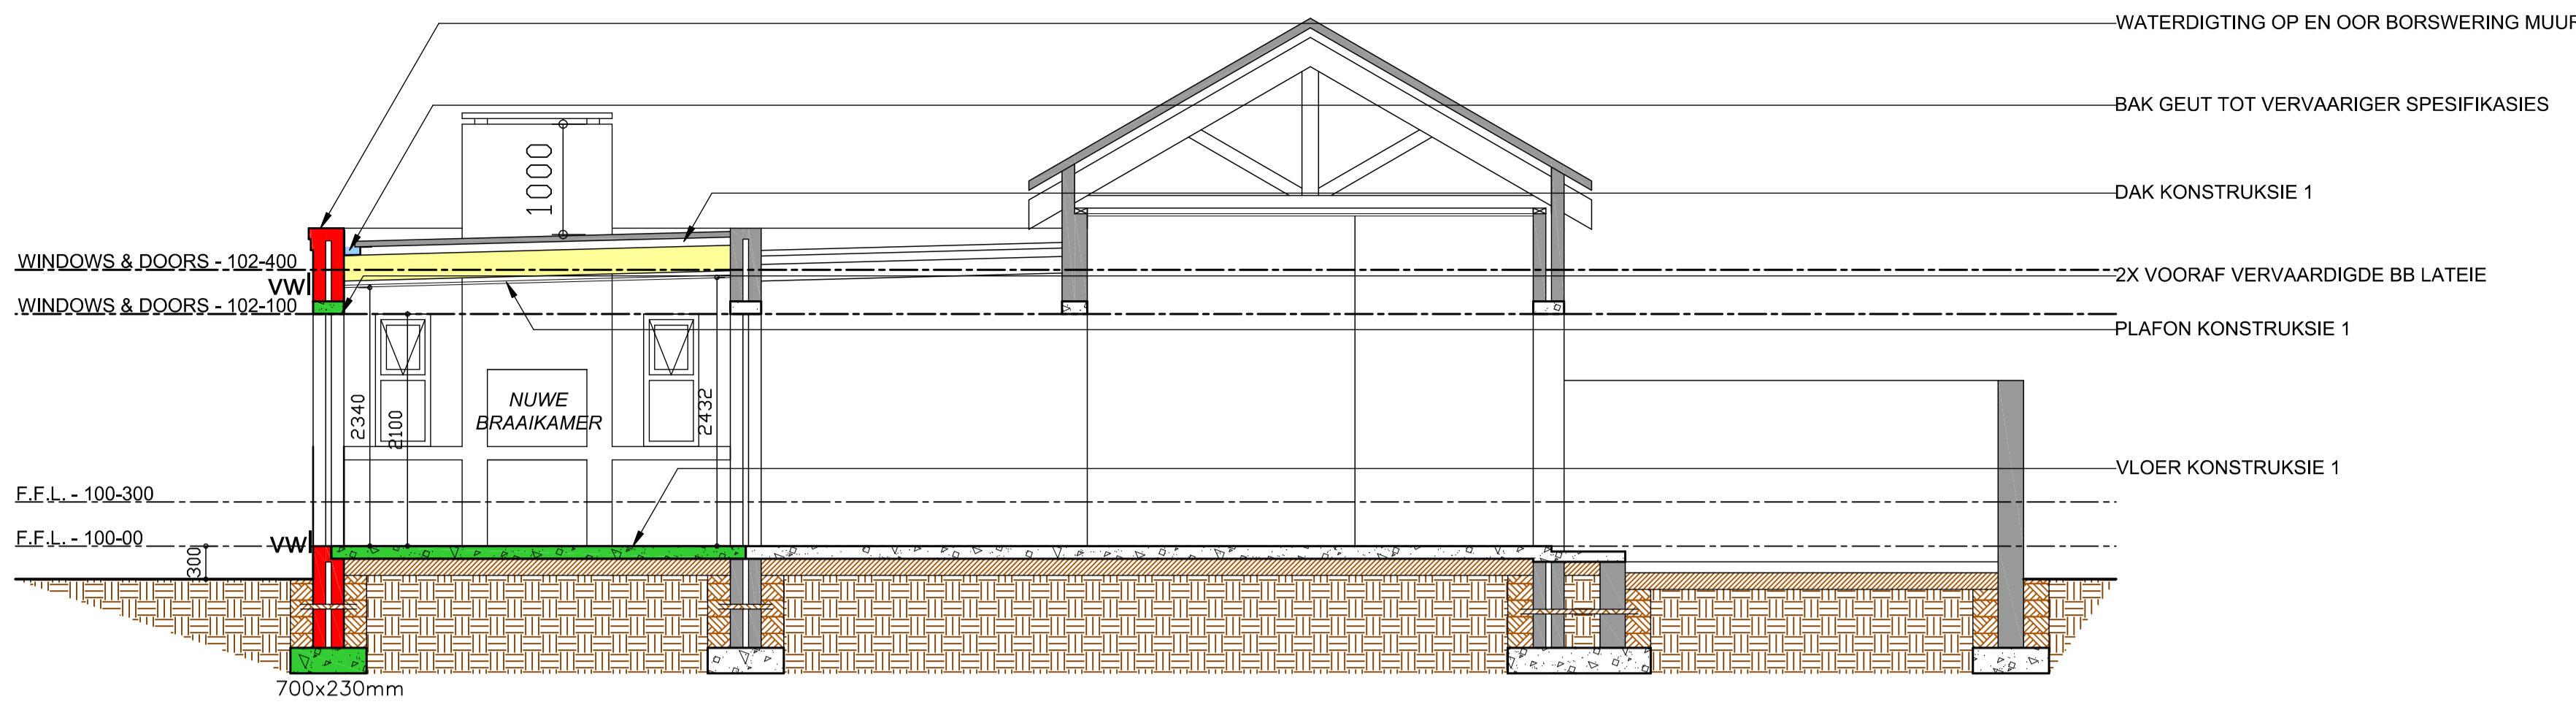 WATERDIGTING OP EN OOR BORSWERING MUUR
BAK GEUT TOT VERVAARIGER SPESIFIKASIES
1000
DAK KONSTRUKSIE 1
WINDOWS & DOORS - 102-400
2X VOORAF VERVAARDIGDE BB LATEIE
VWl
WINDOWS & DOORS - 102-100
PLAFON KONSTRUKSIE 1
2340
2100
NUWE
BRAAIKAMER
2432
VLOER KONSTRUKSIE 1
F.F.L. - 100-300
F.F.L. - 100-00
VWl
300
700x230mm